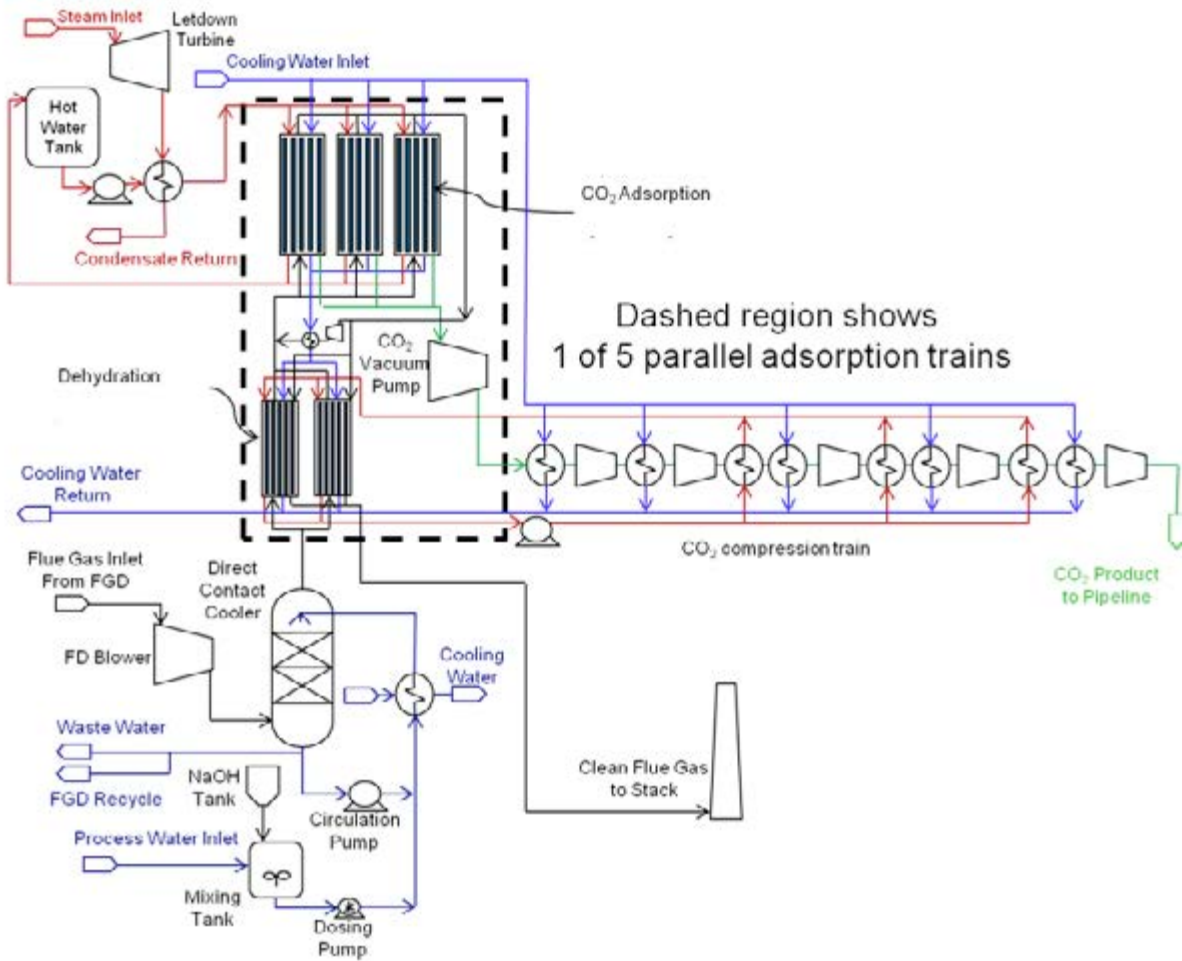 Steam Inlet
Letdown
Turbine
Cooling Water Inlet
Hot
Water
Tank
CO₂ Adsorption
Condensate Return
Dashed region shows
1 of 5 parallel adsorption trains
CO₂
Vacuum
Pump
Dehydration
Cooling Water
Return
CO₂ compression train
Flue Gas Inlet
From FGD
Direct
Contact
Cooler
CO₂ Product
to Pipeline
FD Blower
Cooling
Water
Waste Water
FGD Recycle
NaOH
Tank
Clean Flue Gas
to Stack
Circulation
Pump
Process Water Inlet
Mixing
Tank
Dosing
Pump